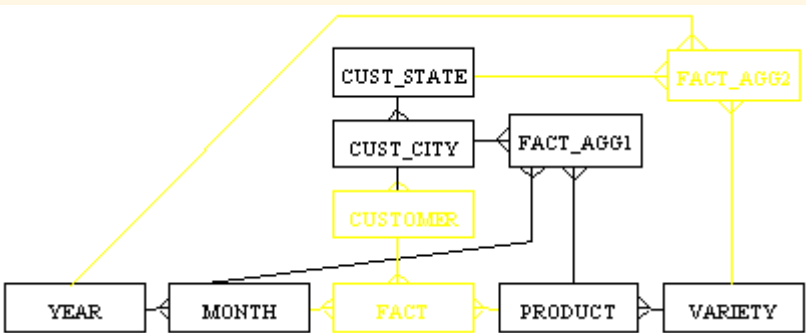 CUST_STATE
FACT_AGG2
CUST_CITY
FACT_AGG1
CUSTOMER
YEAR
MONTH
FACT
PRODUCT
VARIETY